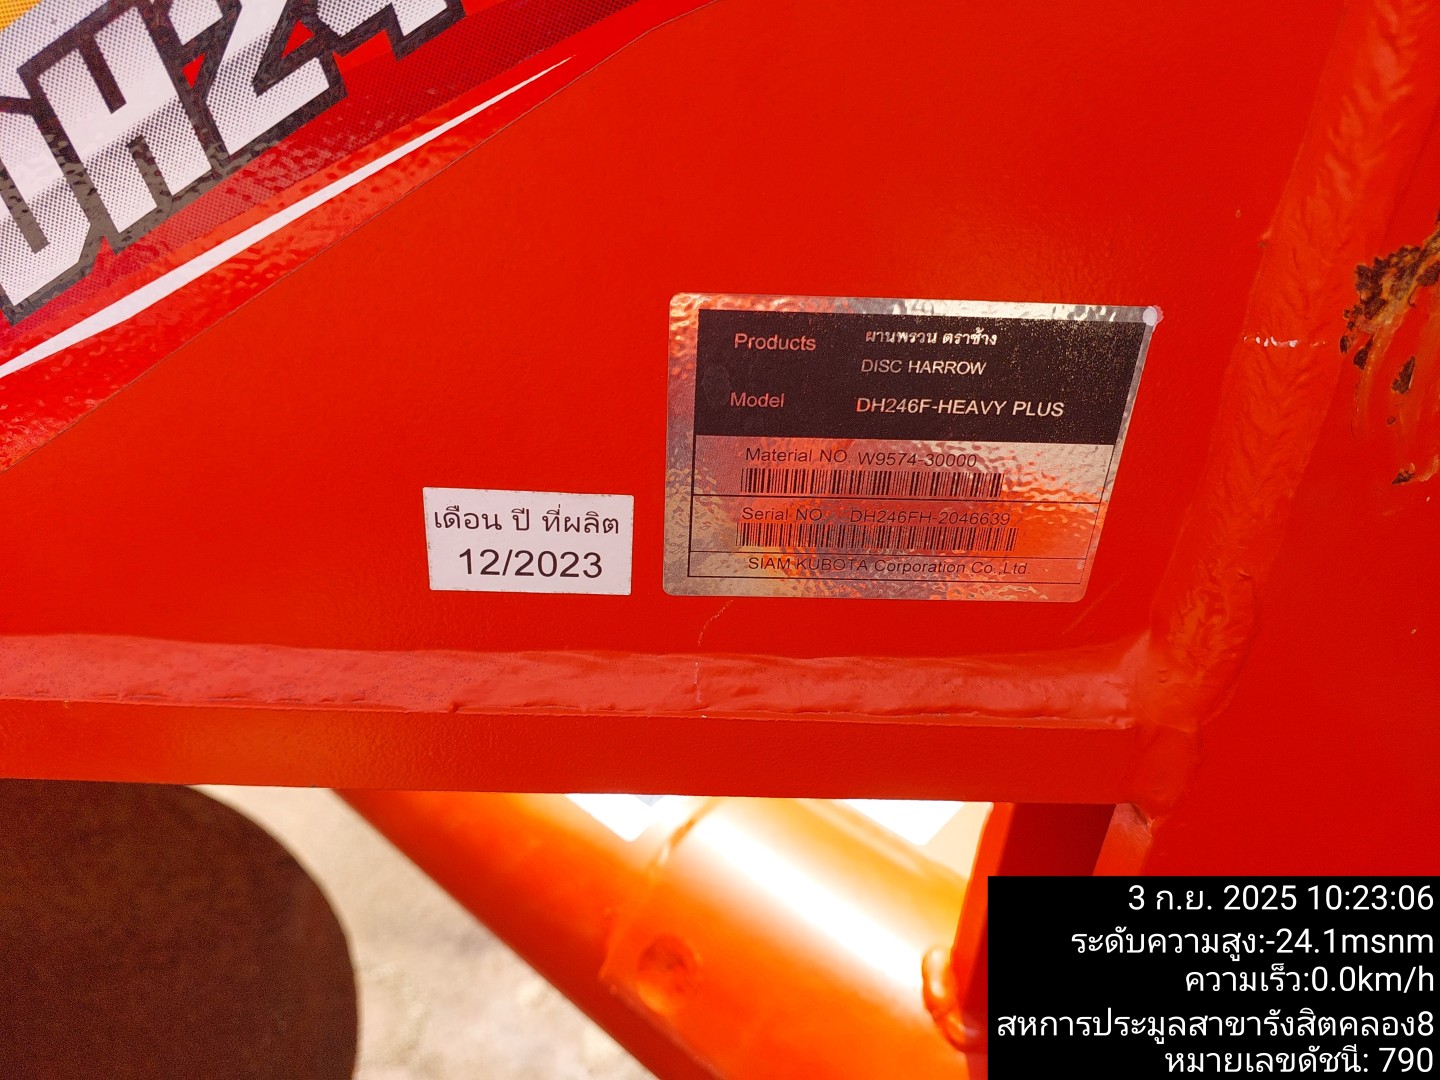 DH24
Products ผานพรวน ตราช้าง
DISC HARROW
Model DH246F-HEAVY PLUS
Material NO. W9574-30000
Serial NO. DH246FH-2046639
SIAM KUBOTA Corporation Co.,Ltd.
เดือน ปี ที่ผลิต
12/2023
3 ก.ย. 2025 10:23:06
ระดับความสูง:-24.1msnm
ความเร็ว:0.0km/h
สหการประมูลสาขารังสิตคลอง8
หมายเลขดัชนี: 790